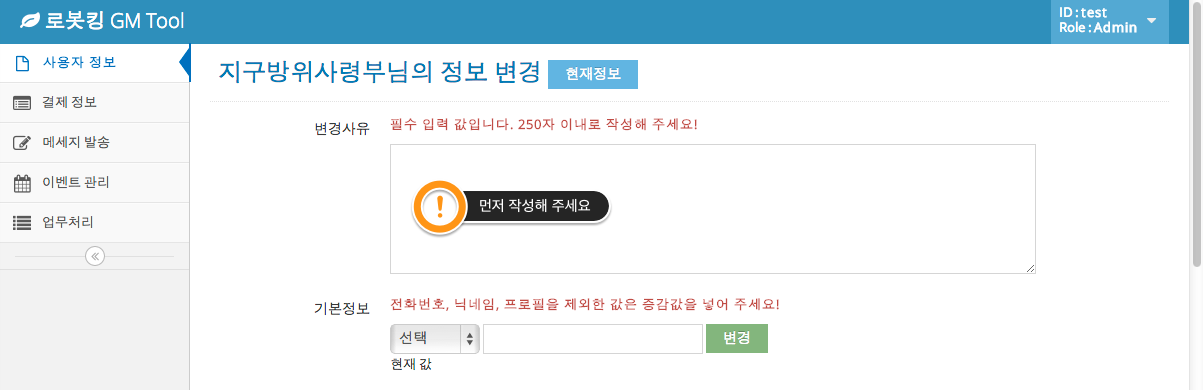 로봇킹 GM Tool
ID : test
Role : Admin
사용자 정보
결제 정보
메세지 발송
이벤트 관리
업무처리
지구방위사령부님의 정보 변경 현재정보
변경사유
필수 입력 값입니다. 250자 이내로 작성해 주세요!
먼저 작성해 주세요
기본정보
전화번호, 닉네임, 프로필을 제외한 값은 증감값을 넣어 주세요!
선택
변경
현재 값